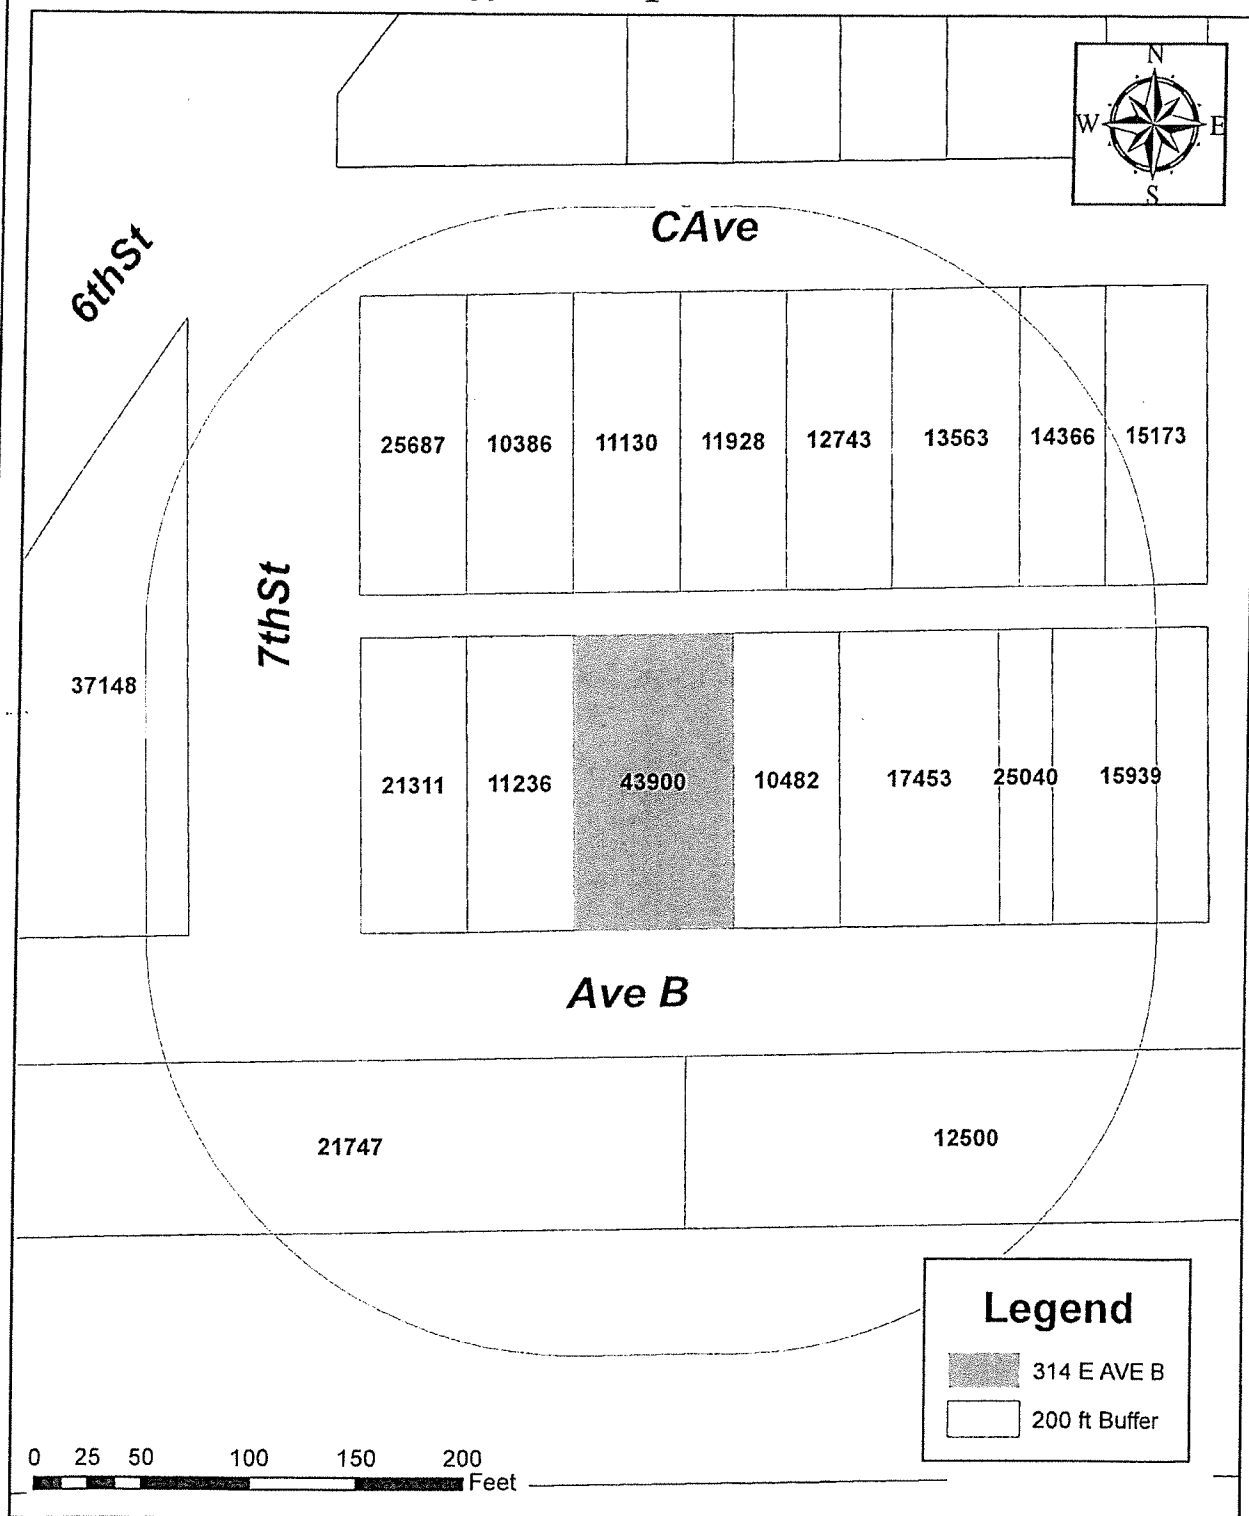 N
W E
S
CAve
6thSt
25687 10386 11130 11928 12743 13563 14366 15173
7thSt
37148
21311 11236 43900 10482 17453 25040 15939
Ave B
21747 12500
Legend
314 E AVE B
200 ft Buffer
0 25 50 100 150 200
Feet